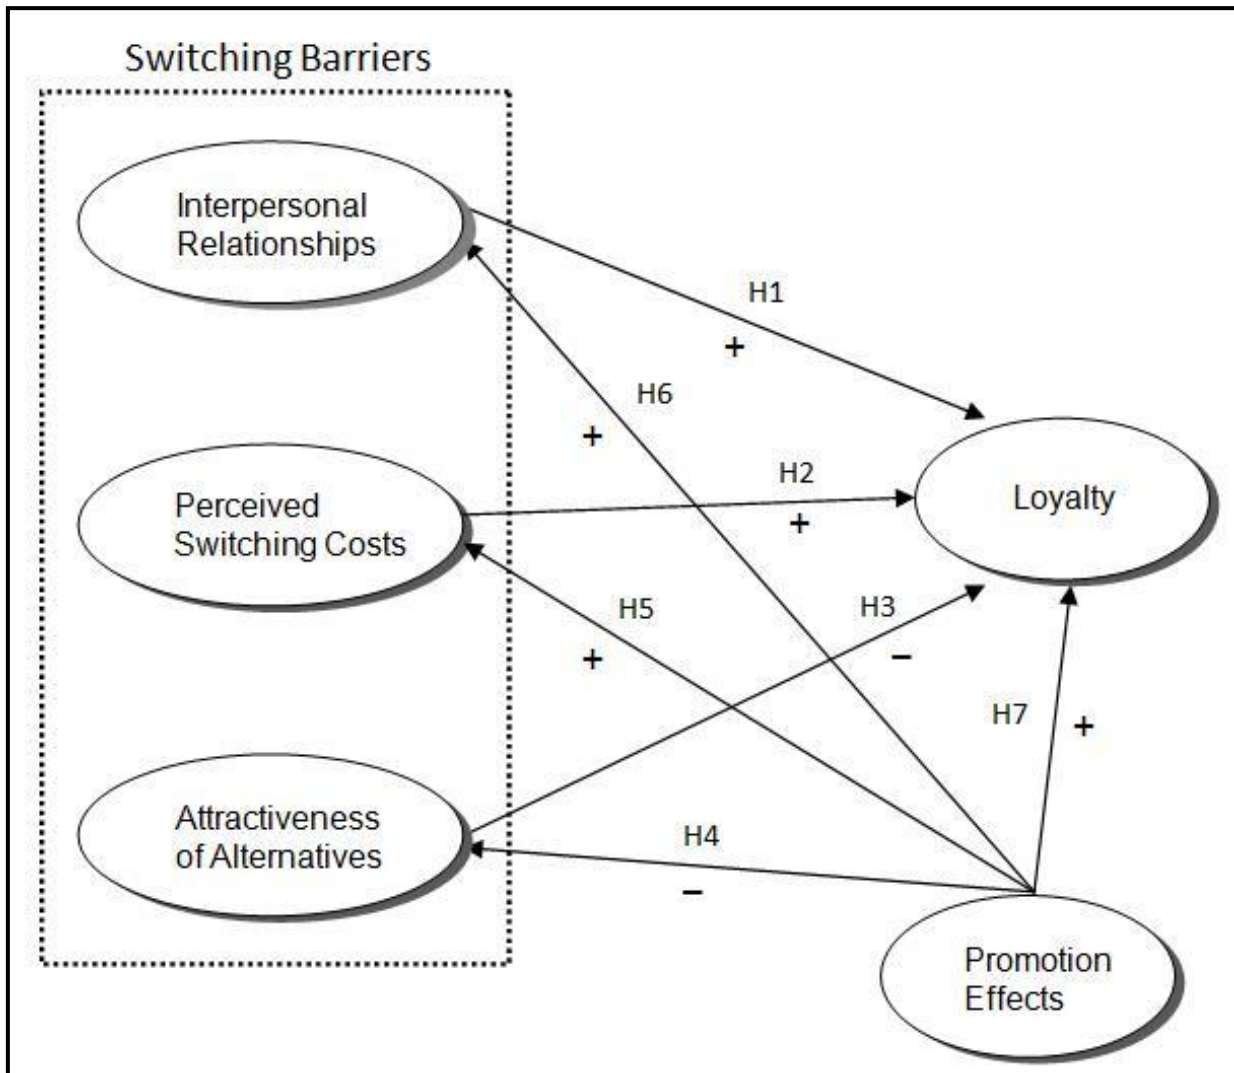 Switching Barriers
Interpersonal
Relationships
H1
+
H6
+
H2
+
Perceived
Switching Costs
Loyalty
H5
+
H3
−
H7
+
Attractiveness
of Alternatives
H4
−
Promotion
Effects